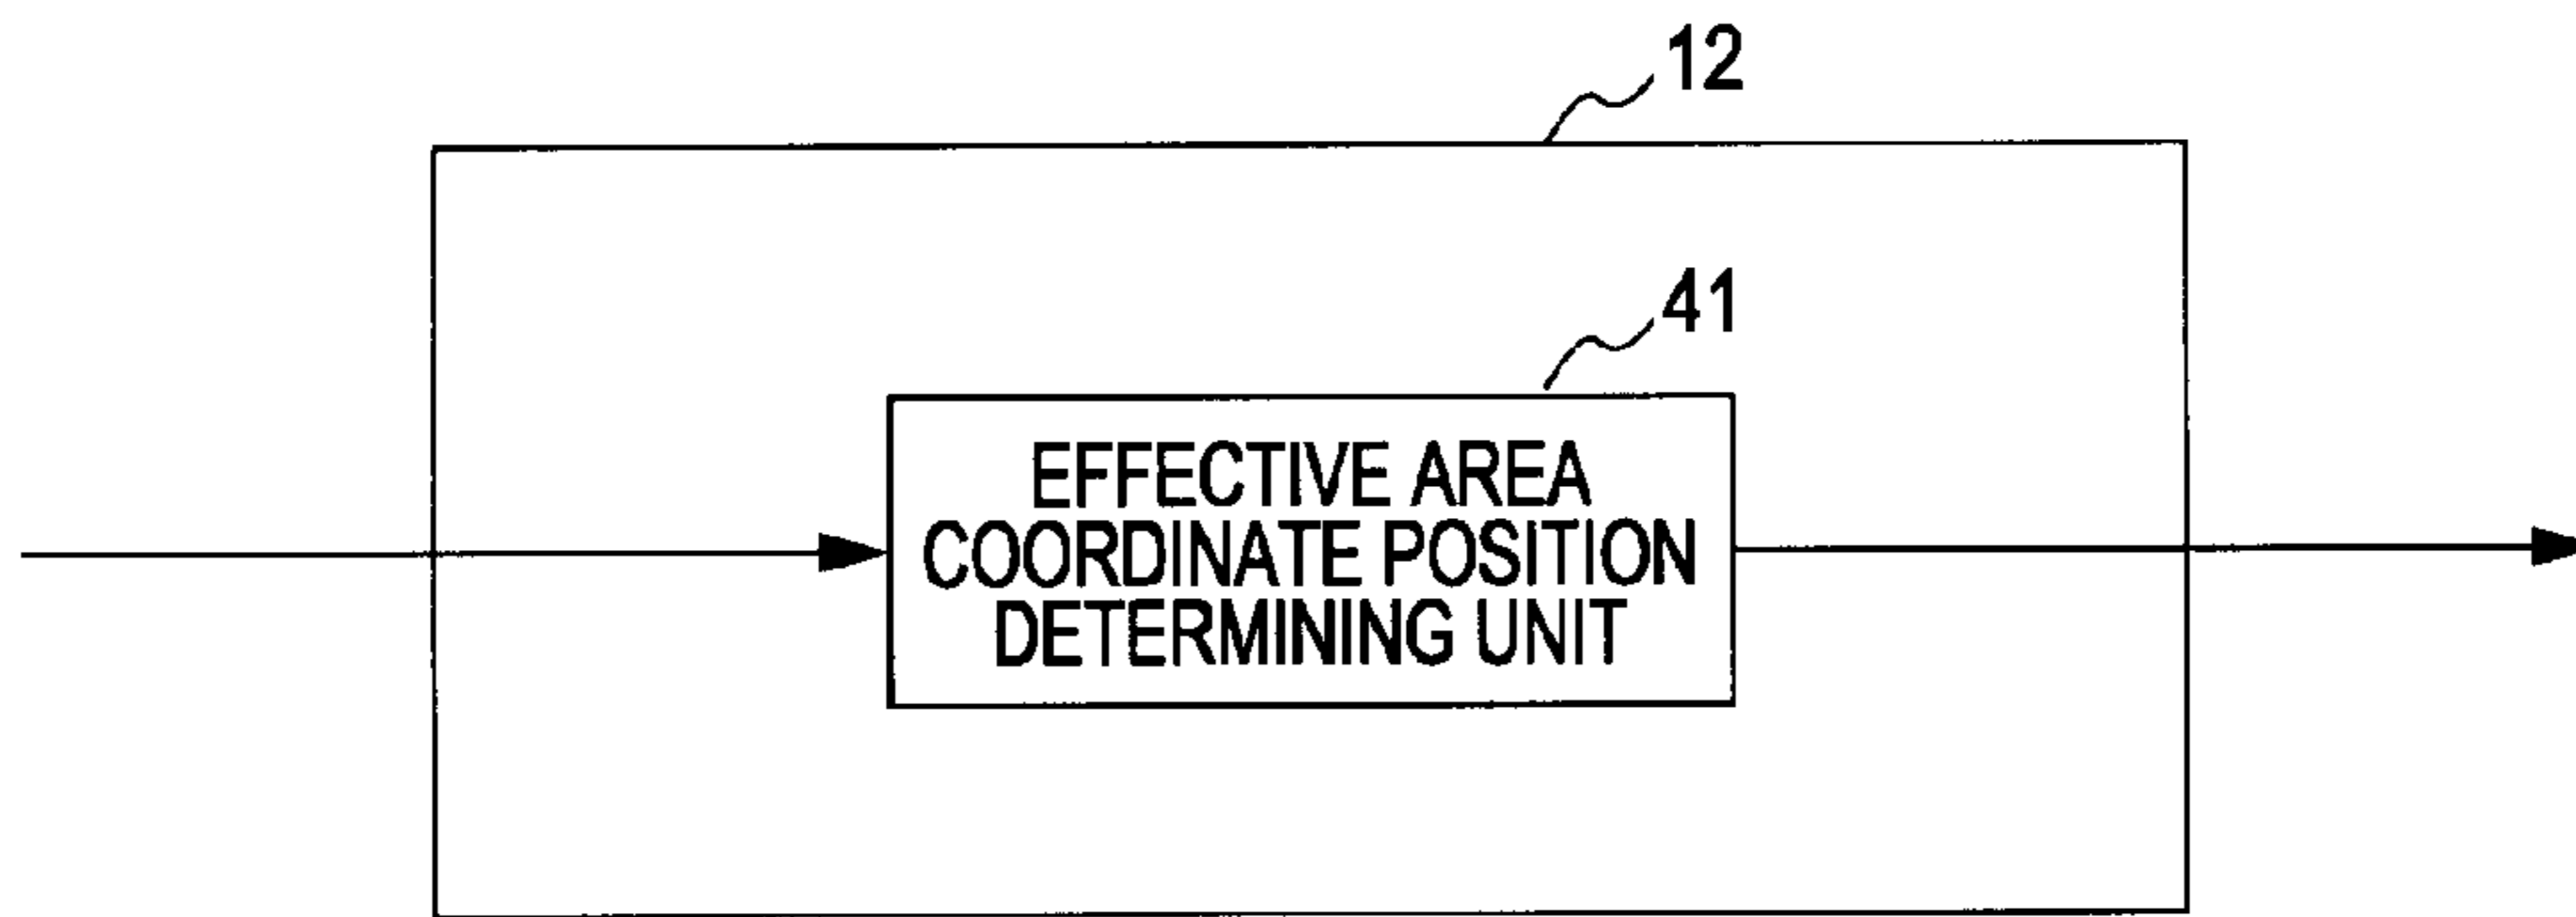 12
41
EFFECTIVE AREA
COORDINATE POSITION
DETERMINING UNIT